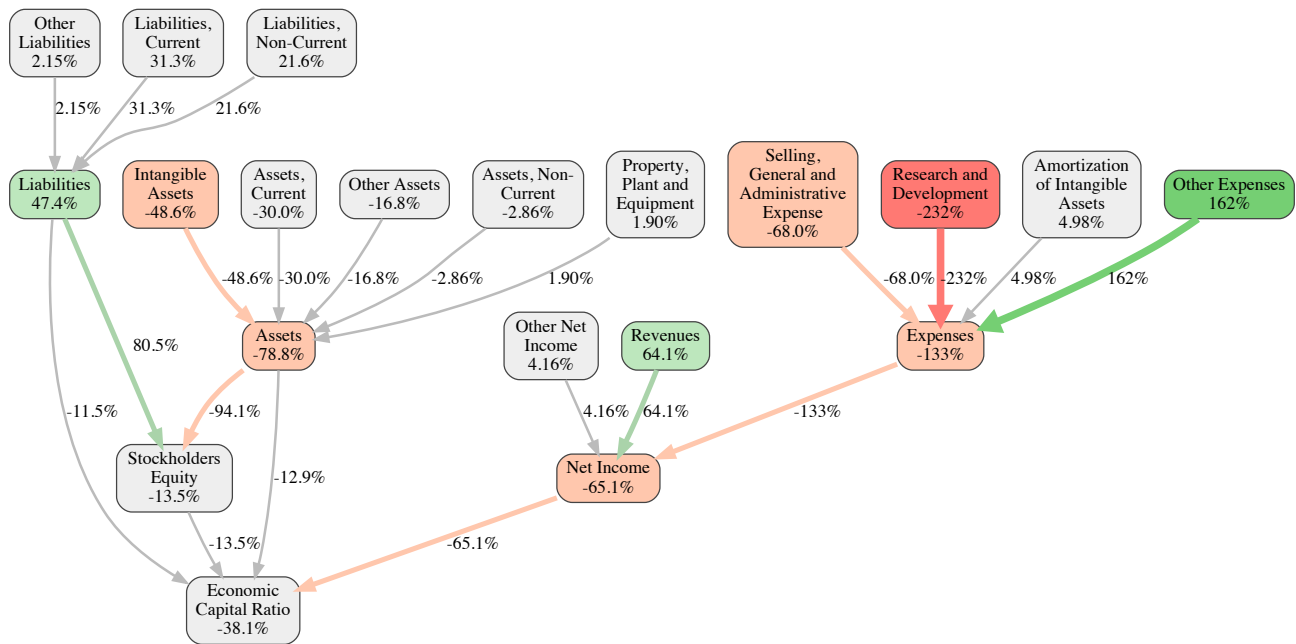 Other
Liabilities
2.15%
Liabilities,
Current
31.3%
Liabilities,
Non-Current
21.6%
2.15%
31.3%
21.6%
Liabilities
47.4%
Intangible
Assets
-48.6%
Assets,
Current
-30.0%
Other Assets
-16.8%
Assets, Non-
Current
-2.86%
Property,
Plant and
Equipment
1.90%
Selling,
General and
Administrative
Expense
-68.0%
Research and
Development
-232%
Amortization
of Intangible
Assets
4.98%
Other Expenses
162%
-48.6%
-30.0%
-16.8%
-2.86%
1.90%
-68.0%
-232%
4.98%
162%
80.5%
Assets
-78.8%
Other Net
Income
4.16%
Revenues
64.1%
Expenses
-133%
-11.5%
-94.1%
4.16%
64.1%
-133%
Stockholders
Equity
-13.5%
-12.9%
Net Income
-65.1%
-13.5%
-65.1%
Economic
Capital Ratio
-38.1%